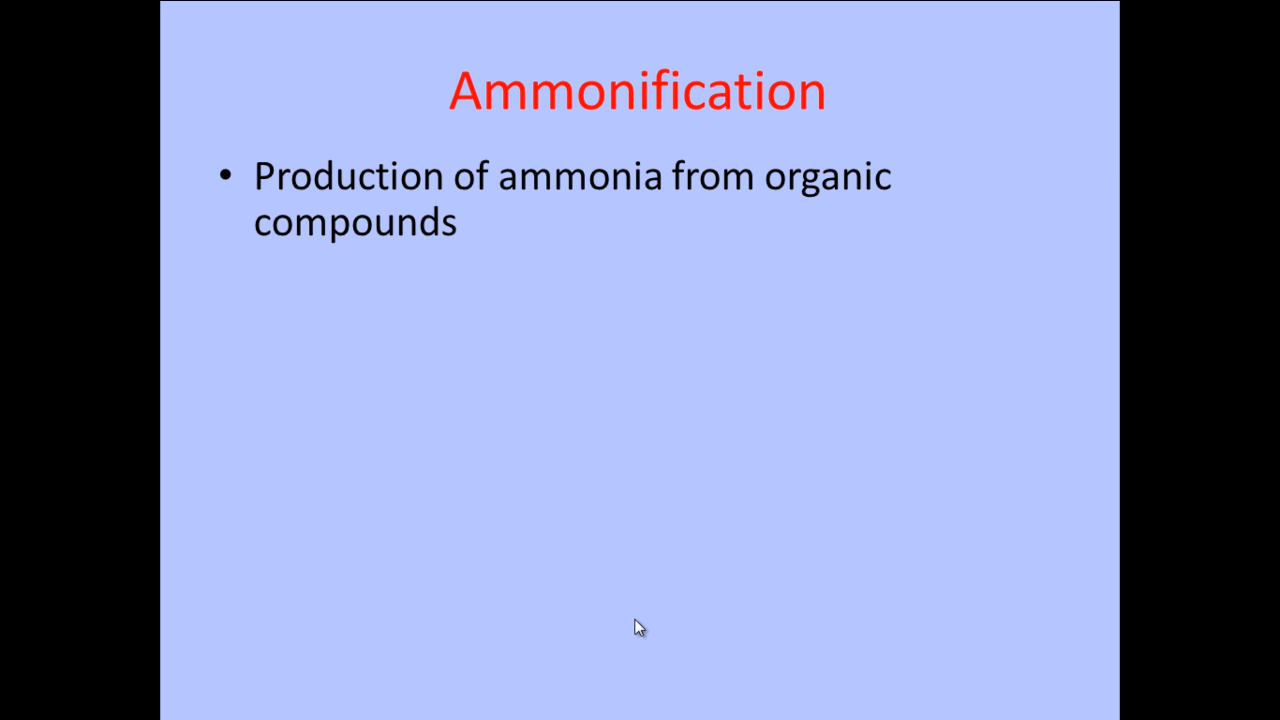 Ammonification
• Production of ammonia from organic
compounds